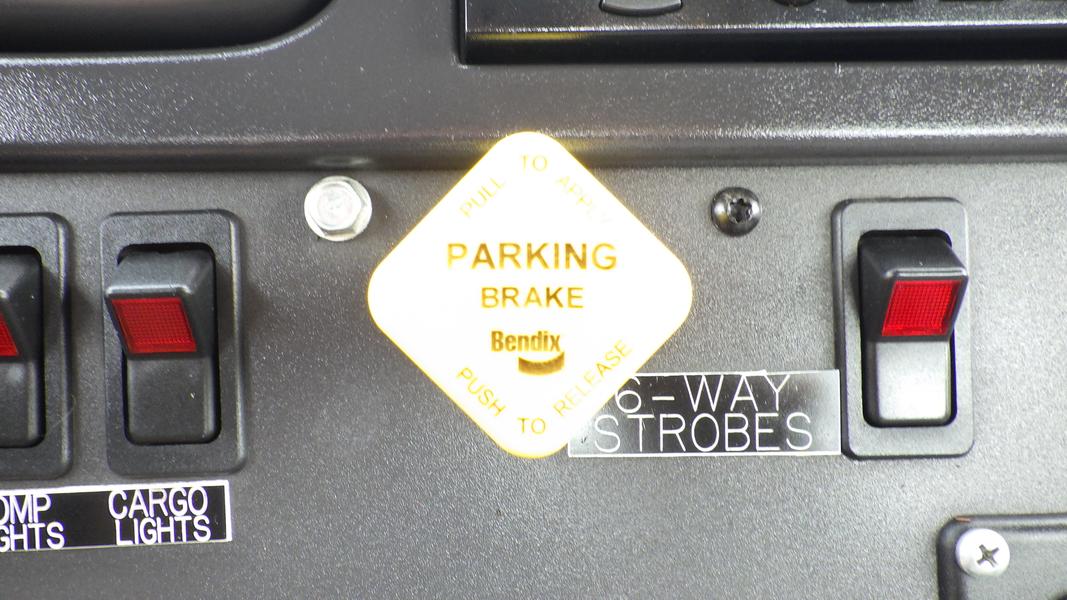 PULL TO APPLY
PARKING
BRAKE
Bendix
PUSH TO RELEASE
6-WAY
STROBES
CARGO
LIGHTS